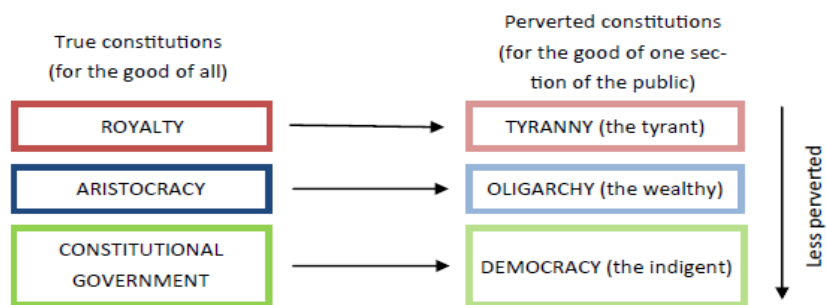 True constitutions
(for the good of all)
Perverted constitutions
(for the good of one sec-
tion of the public)
ROYALTY
TYRANNY (the tyrant)
ARISTOCRACY
OLIGARCHY (the wealthy)
CONSTITUTIONAL
GOVERNMENT
DEMOCRACY (the indigent)
Less perverted